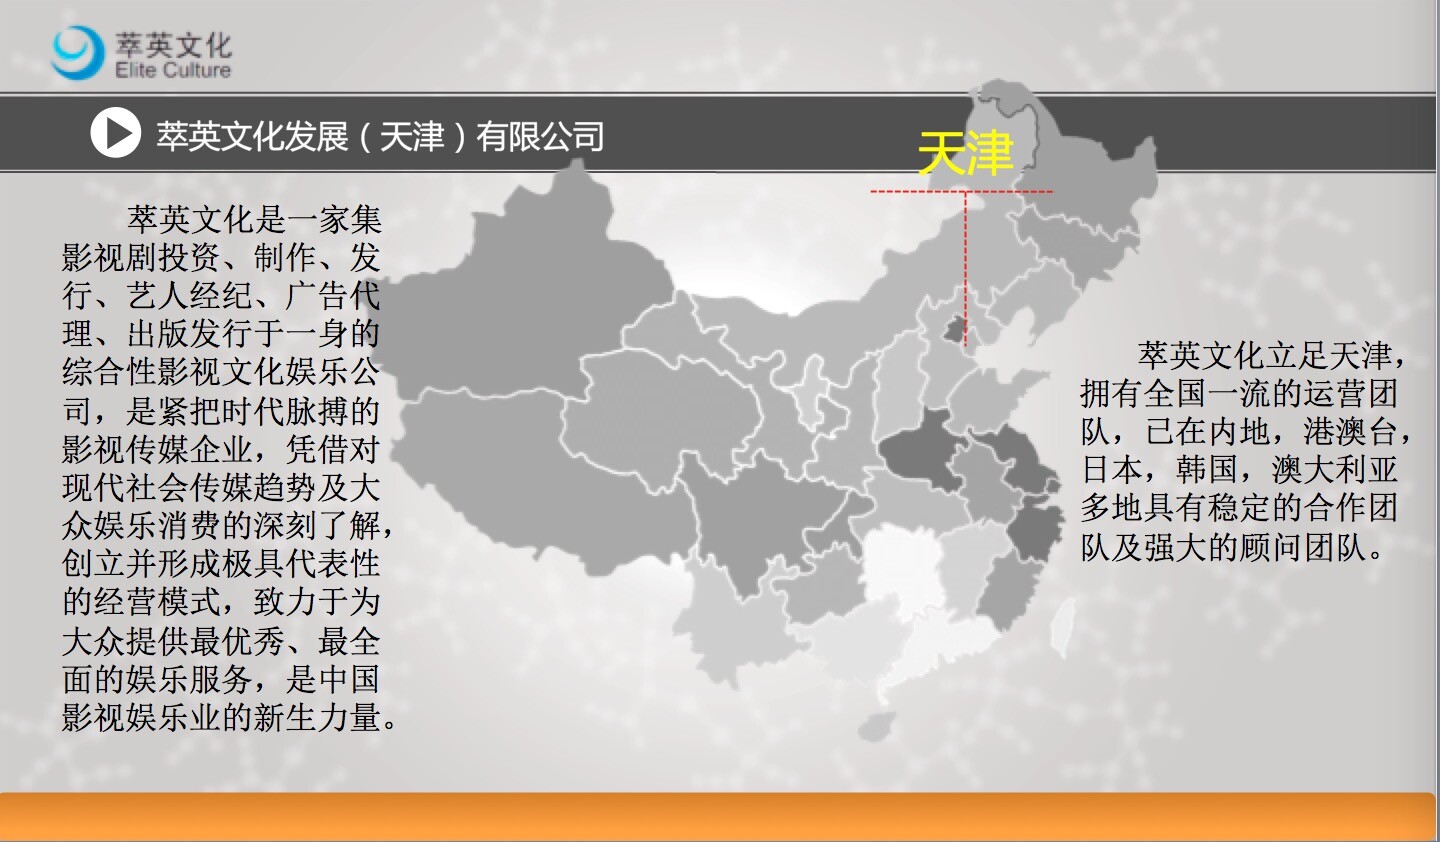 萃英文化
Elite Culture
萃英文化发展（天津）有限公司
天津
萃英文化是一家集
影视剧投资、制作、发
行、艺人经纪、广告代
理、出版发行于一身的
综合性影视文化娱乐公
司，是紧把时代脉搏的
影视传媒企业，凭借对
现代社会传媒趋势及大
众娱乐消费的深刻了解，
创立并形成极具代表性
的经营模式，致力于为
大众提供最优秀、最全
面的娱乐服务，是中国
影视娱乐业的新生力量。
萃英文化立足天津，
拥有全国一流的运营团
队，已在内地，港澳台，
日本，韩国，澳大利亚
多地具有稳定的合作团
队及强大的顾问团队。